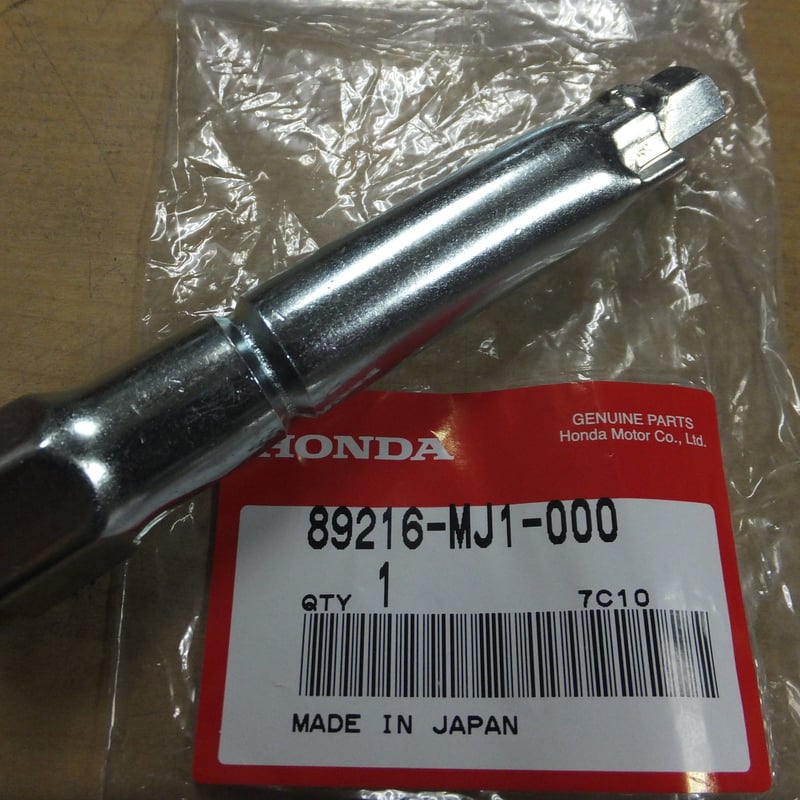 HONDA
GENUINE PARTS
Honda Motor Co., Ltd.
89216-MJ1-000
QTY 1 7C10
MADE IN JAPAN